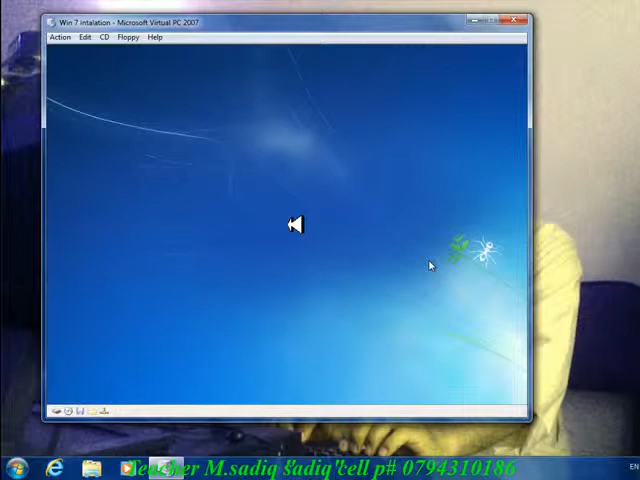 Win 7 intalation - Microsoft Virtual PC 2007
Action Edit CD Floppy Help
EN
Teacher M.sadiq sadiq cell p# 0794310186